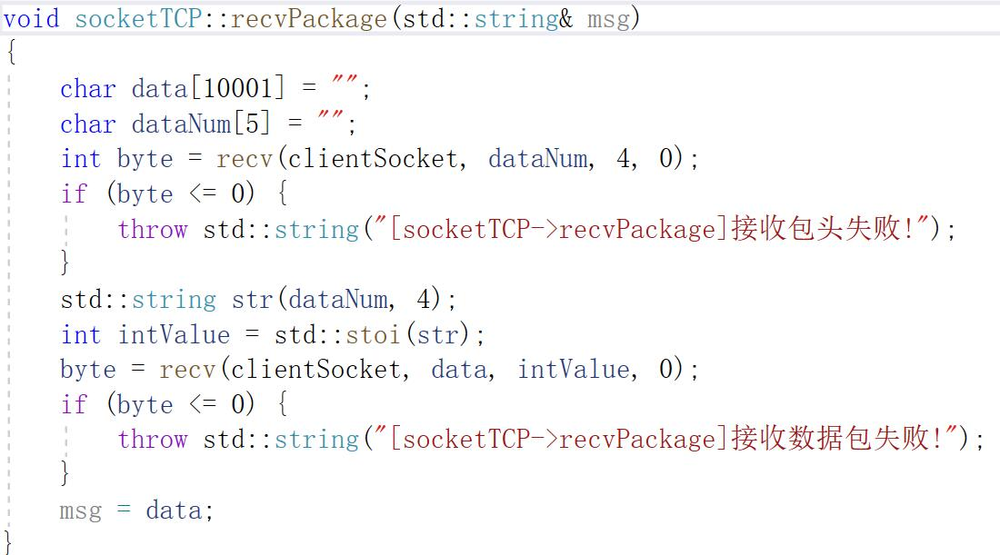 void socketTCP::recvPackage(std::string& msg)
{
    char data[10001] = "";
    char dataNum[5] = "";
    int byte = recv(clientSocket, dataNum, 4, 0);
    if (byte <= 0) {
        throw std::string("[socketTCP->recvPackage]接收包头失败!");
    }
    std::string str(dataNum, 4);
    int intValue = std::stoi(str);
    byte = recv(clientSocket, data, intValue, 0);
    if (byte <= 0) {
        throw std::string("[socketTCP->recvPackage]接收数据包失败!");
    }
    msg = data;
}